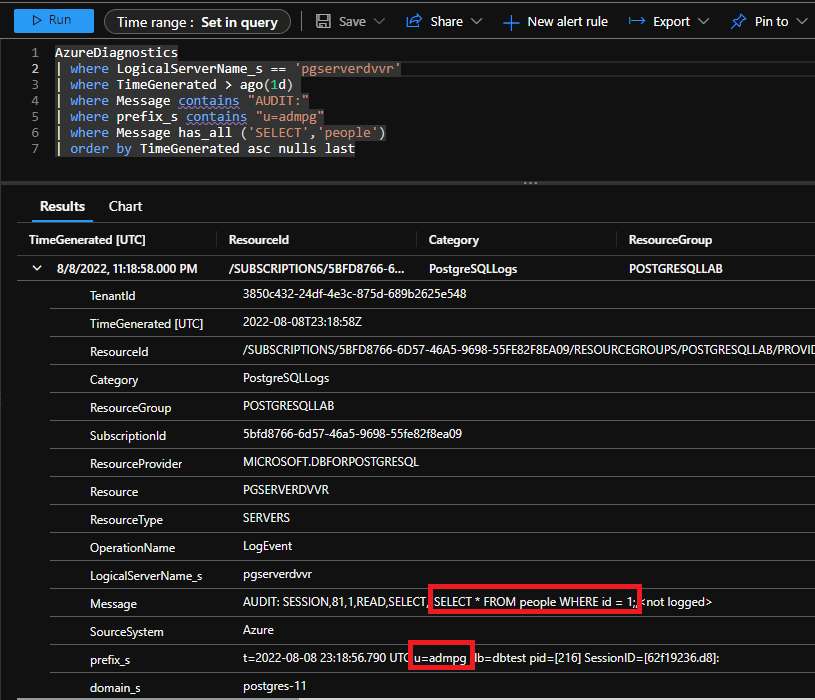 Run Time range : Set in query Save Share New alert rule Export Pin to
1 AzureDiagnostics
2 | where LogicalServerName_s == 'pgserverdvvr'
3 | where TimeGenerated > ago(1d)
4 | where Message contains "AUDIT:"
5 | where prefix_s contains "u=admpg"
6 | where Message has_all ('SELECT','people')
7 | order by TimeGenerated asc nulls last
Results Chart
TimeGenerated [UTC] ResourceId Category ResourceGroup
8/8/2022, 11:18:58.000 PM /SUBSCRIPTIONS/5BFD8766-6... PostgreSQLLogs POSTGRESQLLAB
TenantId 3850c432-24df-4e3c-875d-689b2625e548
TimeGenerated [UTC] 2022-08-08T23:18:58Z
ResourceId /SUBSCRIPTIONS/5BFD8766-6D57-46A5-9698-55FE82F8EA09/RESOURCEGROUPS/POSTGRESQLLAB/PROVID
Category PostgreSQLLogs
ResourceGroup POSTGRESQLLAB
SubscriptionId 5bfd8766-6d57-46a5-9698-55fe82f8ea09
ResourceProvider MICROSOFT.DBFORPOSTGRESQL
Resource PGSERVERDVVR
ResourceType SERVERS
OperationName LogEvent
LogicalServerName_s pgserverdvvr
Message AUDIT: SESSION,81,1,READ,SELECT,,,SELECT * FROM people WHERE id = 1;,<not logged>
SourceSystem Azure
prefix_s t=2022-08-08 23:18:56.790 UTC u=admpg db=dbtest pid=[216] SessionID=[62f19236.d8]:
domain_s postgres-11